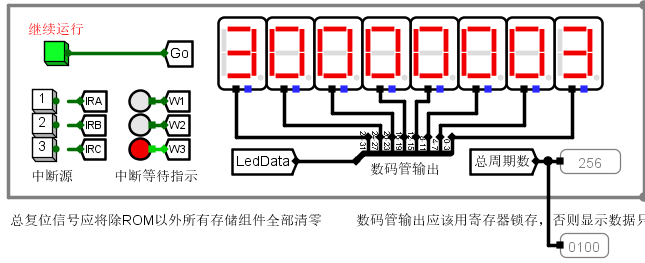 继续运行
Go
1 IRA W1
2 IRB W2
3 IRC W3
中断源 中断等待指示
30000003
LedData
数码管输出
总周期数
256
总复位信号应将除ROM以外所有存储组件全部清零 数码管输出应该用寄存器锁存，否则显示数据只
0100